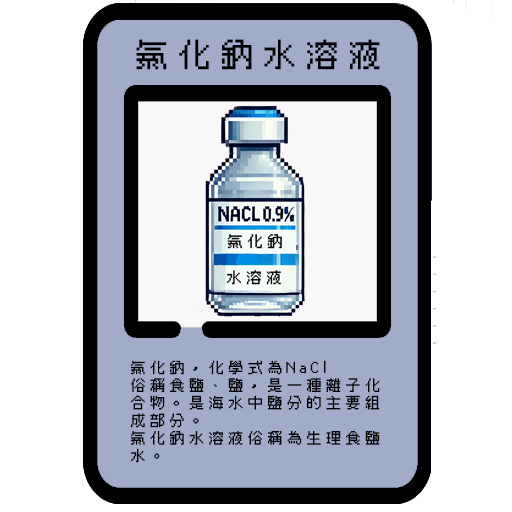 氯化鈉水溶液
NACL 0.9%
氯化鈉
水溶液
氯化鈉，化學式為NaCl
俗稱食鹽、鹽，是一種離子化
合物。是海水中鹽分的主要組
成部分。
氯化鈉水溶液俗稱為生理食鹽
水。